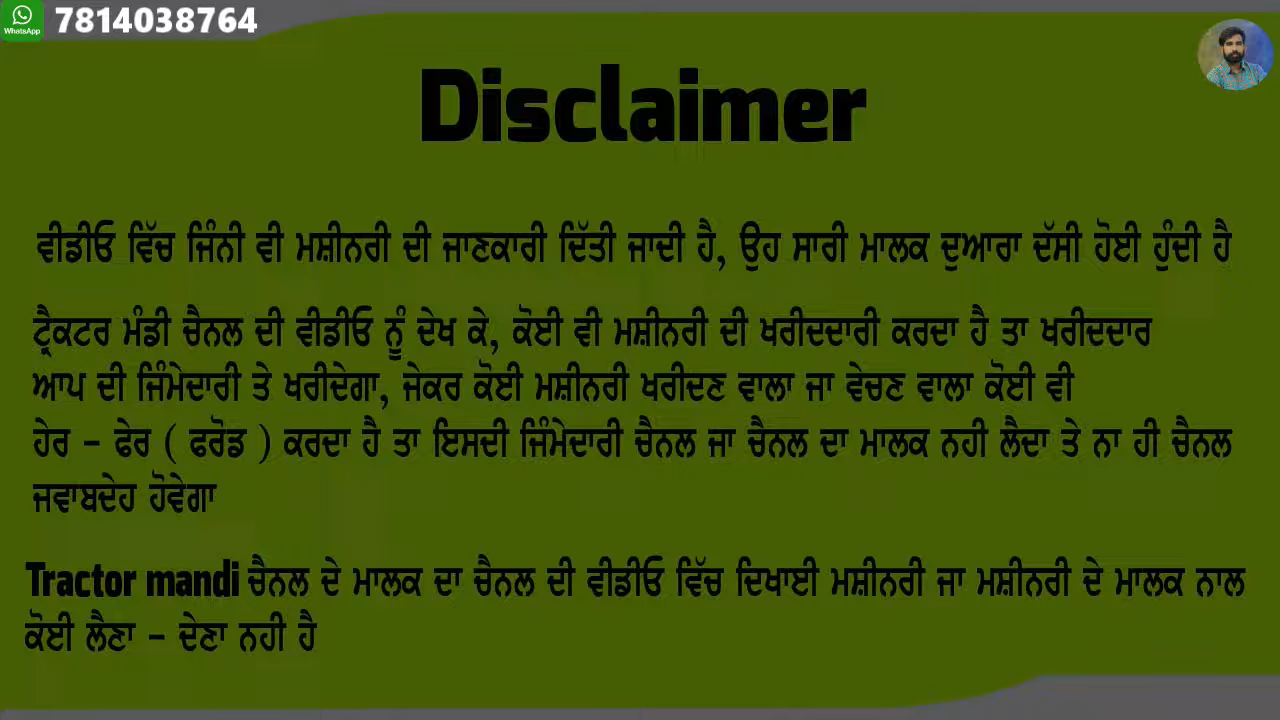 WhatsApp 7814038764
Disclaimer
ਵੀਡੀਓ ਵਿੱਚ ਜਿੰਨੀ ਵੀ ਮਸ਼ੀਨਰੀ ਦੀ ਜਾਣਕਾਰੀ ਦਿੱਤੀ ਜਾਦੀ ਹੈ, ਉਹ ਸਾਰੀ ਮਾਲਕ ਦੁਆਰਾ ਦੱਸੀ ਹੋਈ ਹੁੰਦੀ ਹੈ
ਟ੍ਰੈਕਟਰ ਮੰਡੀ ਚੈਨਲ ਦੀ ਵੀਡੀਓ ਨੂੰ ਦੇਖ ਕੇ, ਕੋਈ ਵੀ ਮਸ਼ੀਨਰੀ ਦੀ ਖਰੀਦਦਾਰੀ ਕਰਦਾ ਹੈ ਤਾ ਖਰੀਦਦਾਰ
ਆਪ ਦੀ ਜਿੰਮੇਦਾਰੀ ਤੇ ਖਰੀਦੇਗਾ, ਜੇਕਰ ਕੋਈ ਮਸ਼ੀਨਰੀ ਖਰੀਦਣ ਵਾਲਾ ਜਾ ਵੇਚਣ ਵਾਲਾ ਕੋਈ ਵੀ
ਹੇਰ - ਫੇਰ ( ਫਰੋਡ ) ਕਰਦਾ ਹੈ ਤਾ ਇਸਦੀ ਜਿੰਮੇਦਾਰੀ ਚੈਨਲ ਜਾ ਚੈਨਲ ਦਾ ਮਾਲਕ ਨਹੀ ਲੈਦਾ ਤੇ ਨਾ ਹੀ ਚੈਨਲ
ਜਵਾਬਦੇਹ ਹੋਵੇਗਾ
Tractor mandi ਚੈਨਲ ਦੇ ਮਾਲਕ ਦਾ ਚੈਨਲ ਦੀ ਵੀਡੀਓ ਵਿੱਚ ਦਿਖਾਈ ਮਸ਼ੀਨਰੀ ਜਾ ਮਸ਼ੀਨਰੀ ਦੇ ਮਾਲਕ ਨਾਲ
ਕੋਈ ਲੈਣਾ - ਦੇਣਾ ਨਹੀ ਹੈ